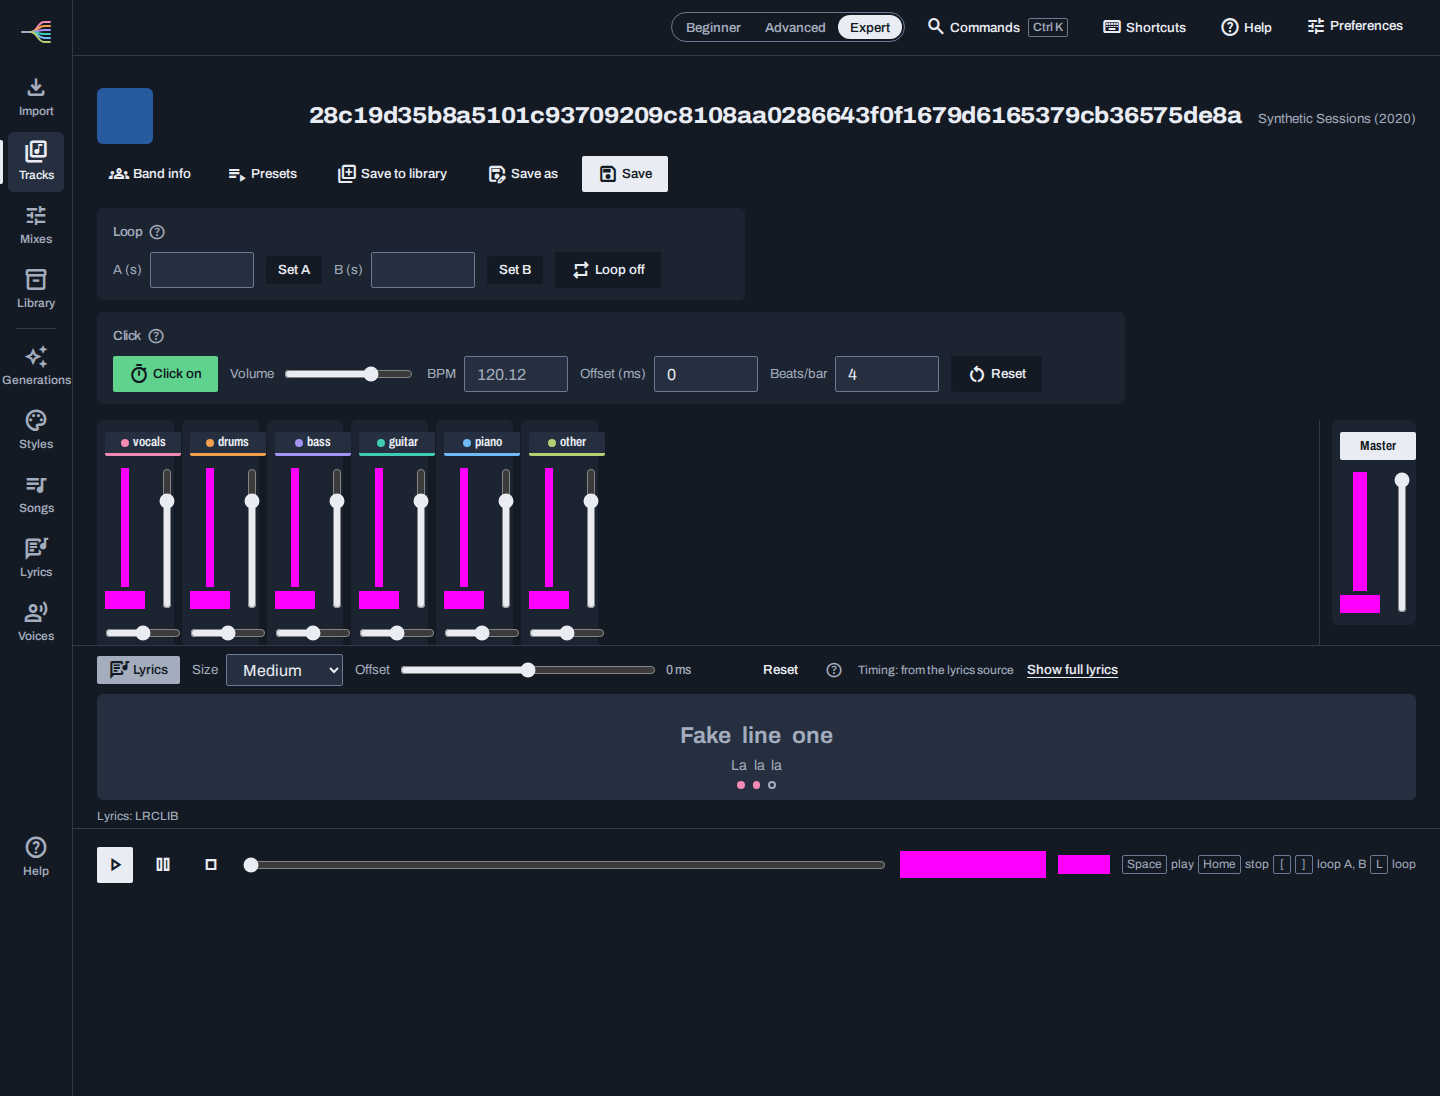 Beginner Advanced Expert Commands Ctrl K Shortcuts Help Preferences
Import
Tracks
Mixes
Library
Generations
Styles
Songs
Lyrics
Voices
Help
28c19d35b8a5101c93709209c8108aa0286643f0f1679d6165379cb36575de8a Synthetic Sessions (2020)
Band info Presets Save to library Save as Save
Loop ?
A (s) Set A B (s) Set B Loop off
Click ?
Click on Volume BPM 120.12 Offset (ms) 0 Beats/bar 4 Reset
vocals drums bass guitar piano other Master
Lyrics Size Medium Offset 0 ms Reset ? Timing: from the lyrics source Show full lyrics
Fake line one
La la la
Lyrics: LRCLIB
Space play Home stop [ ] loop A, B L loop